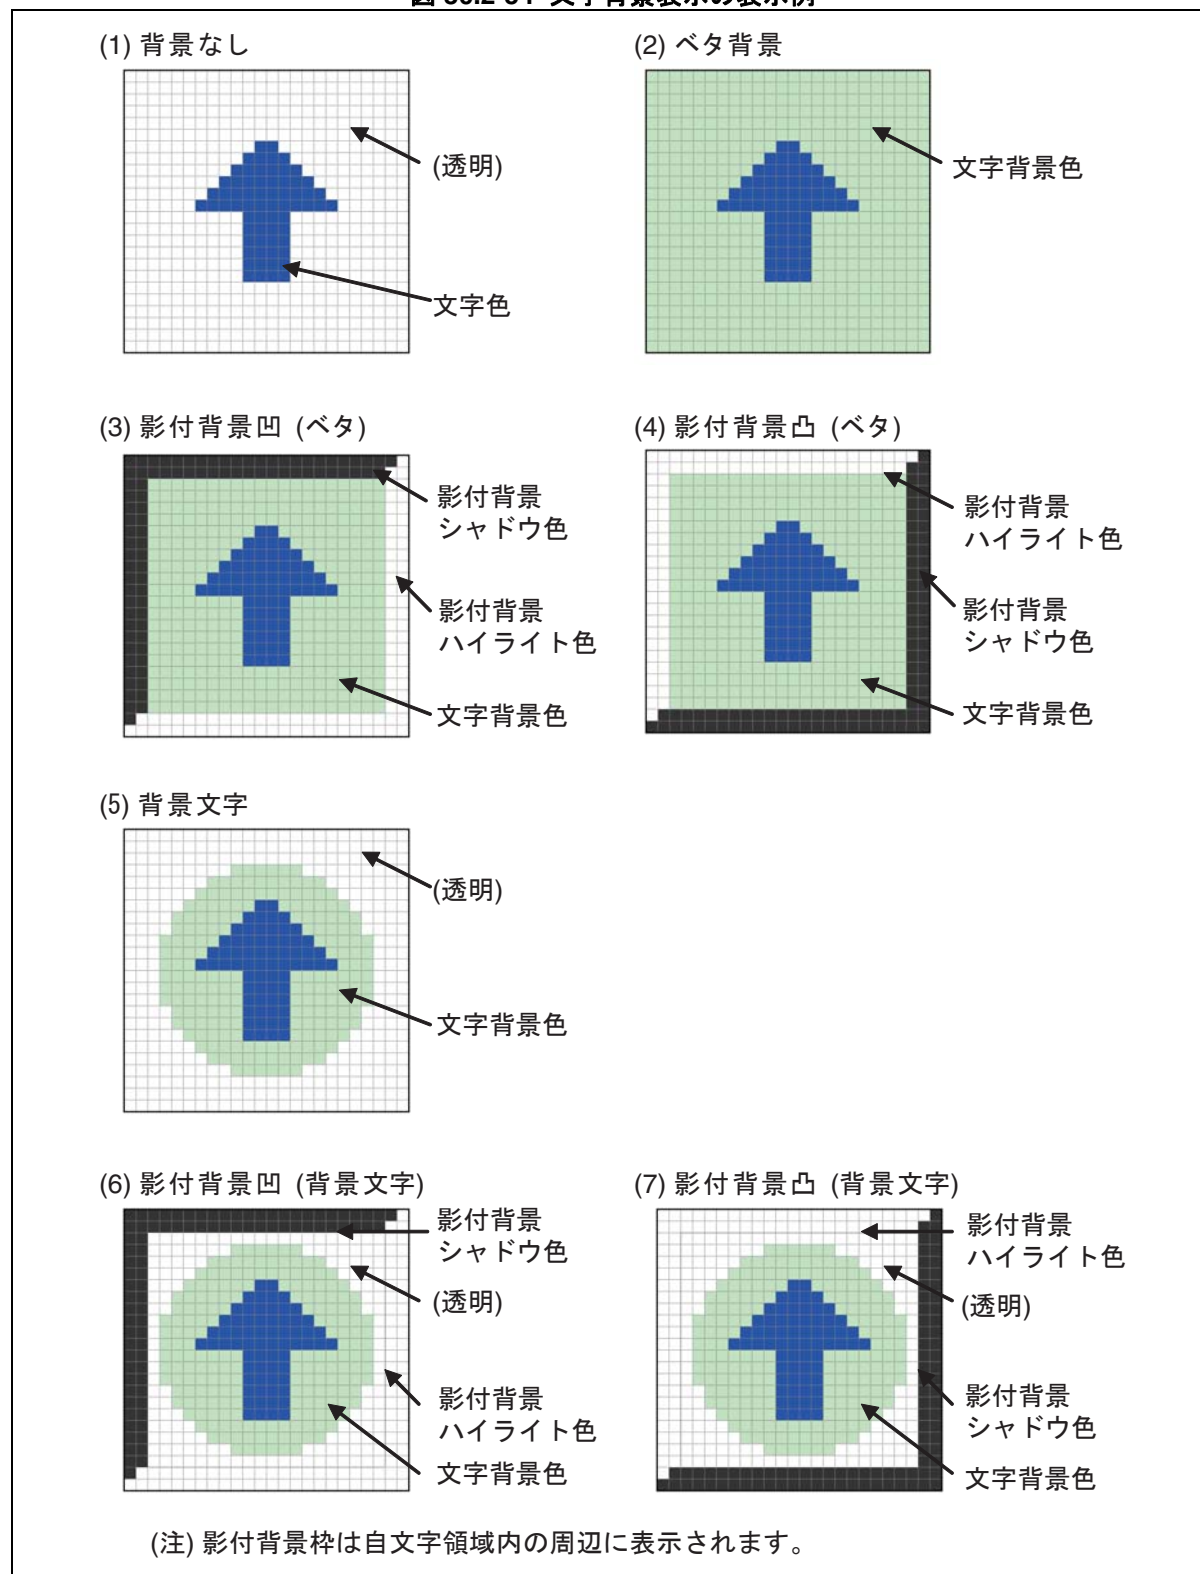 (1) 背景なし
(透明)
文字色
(2) ベタ背景
文字背景色
(3) 影付背景凹 (ベタ)
影付背景
シャドウ色
影付背景
ハイライト色
文字背景色
(4) 影付背景凸 (ベタ)
影付背景
ハイライト色
影付背景
シャドウ色
文字背景色
(5) 背景文字
(透明)
文字背景色
(6) 影付背景凹 (背景文字)
影付背景
シャドウ色
(透明)
影付背景
ハイライト色
文字背景色
(7) 影付背景凸 (背景文字)
影付背景
ハイライト色
(透明)
影付背景
シャドウ色
文字背景色
(注) 影付背景枠は自文字領域内の周辺に表示されます。